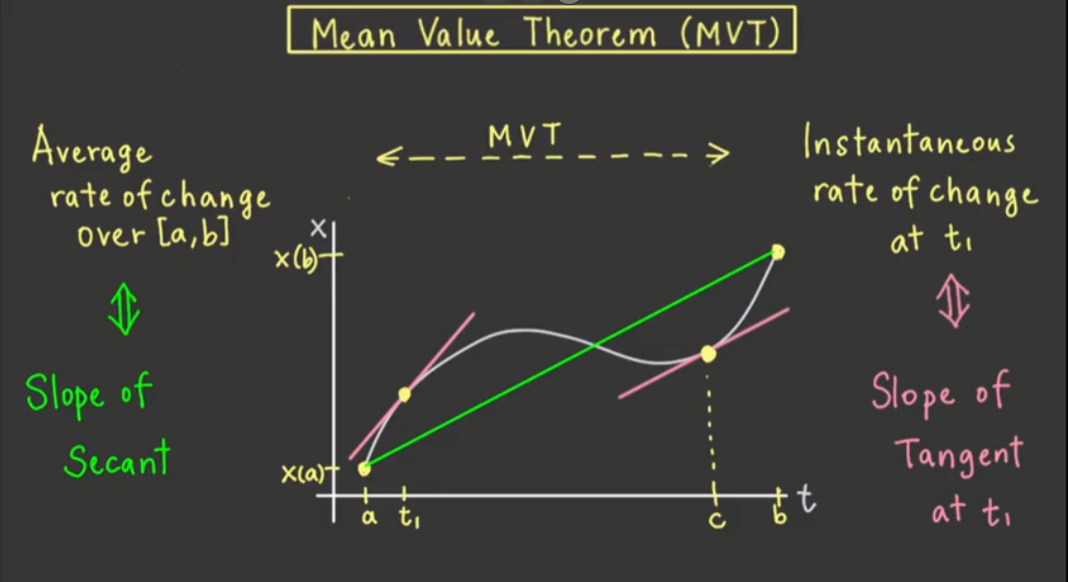 Mean Value Theorem (MVT)
Average
rate of change
over [a,b]
⇕
Slope of
Secant
MVT
x
x(b)
x(a)
a
t₁
c
b
t
Instantaneous
rate of change
at t₁
⇕
Slope of
Tangent
at t₁